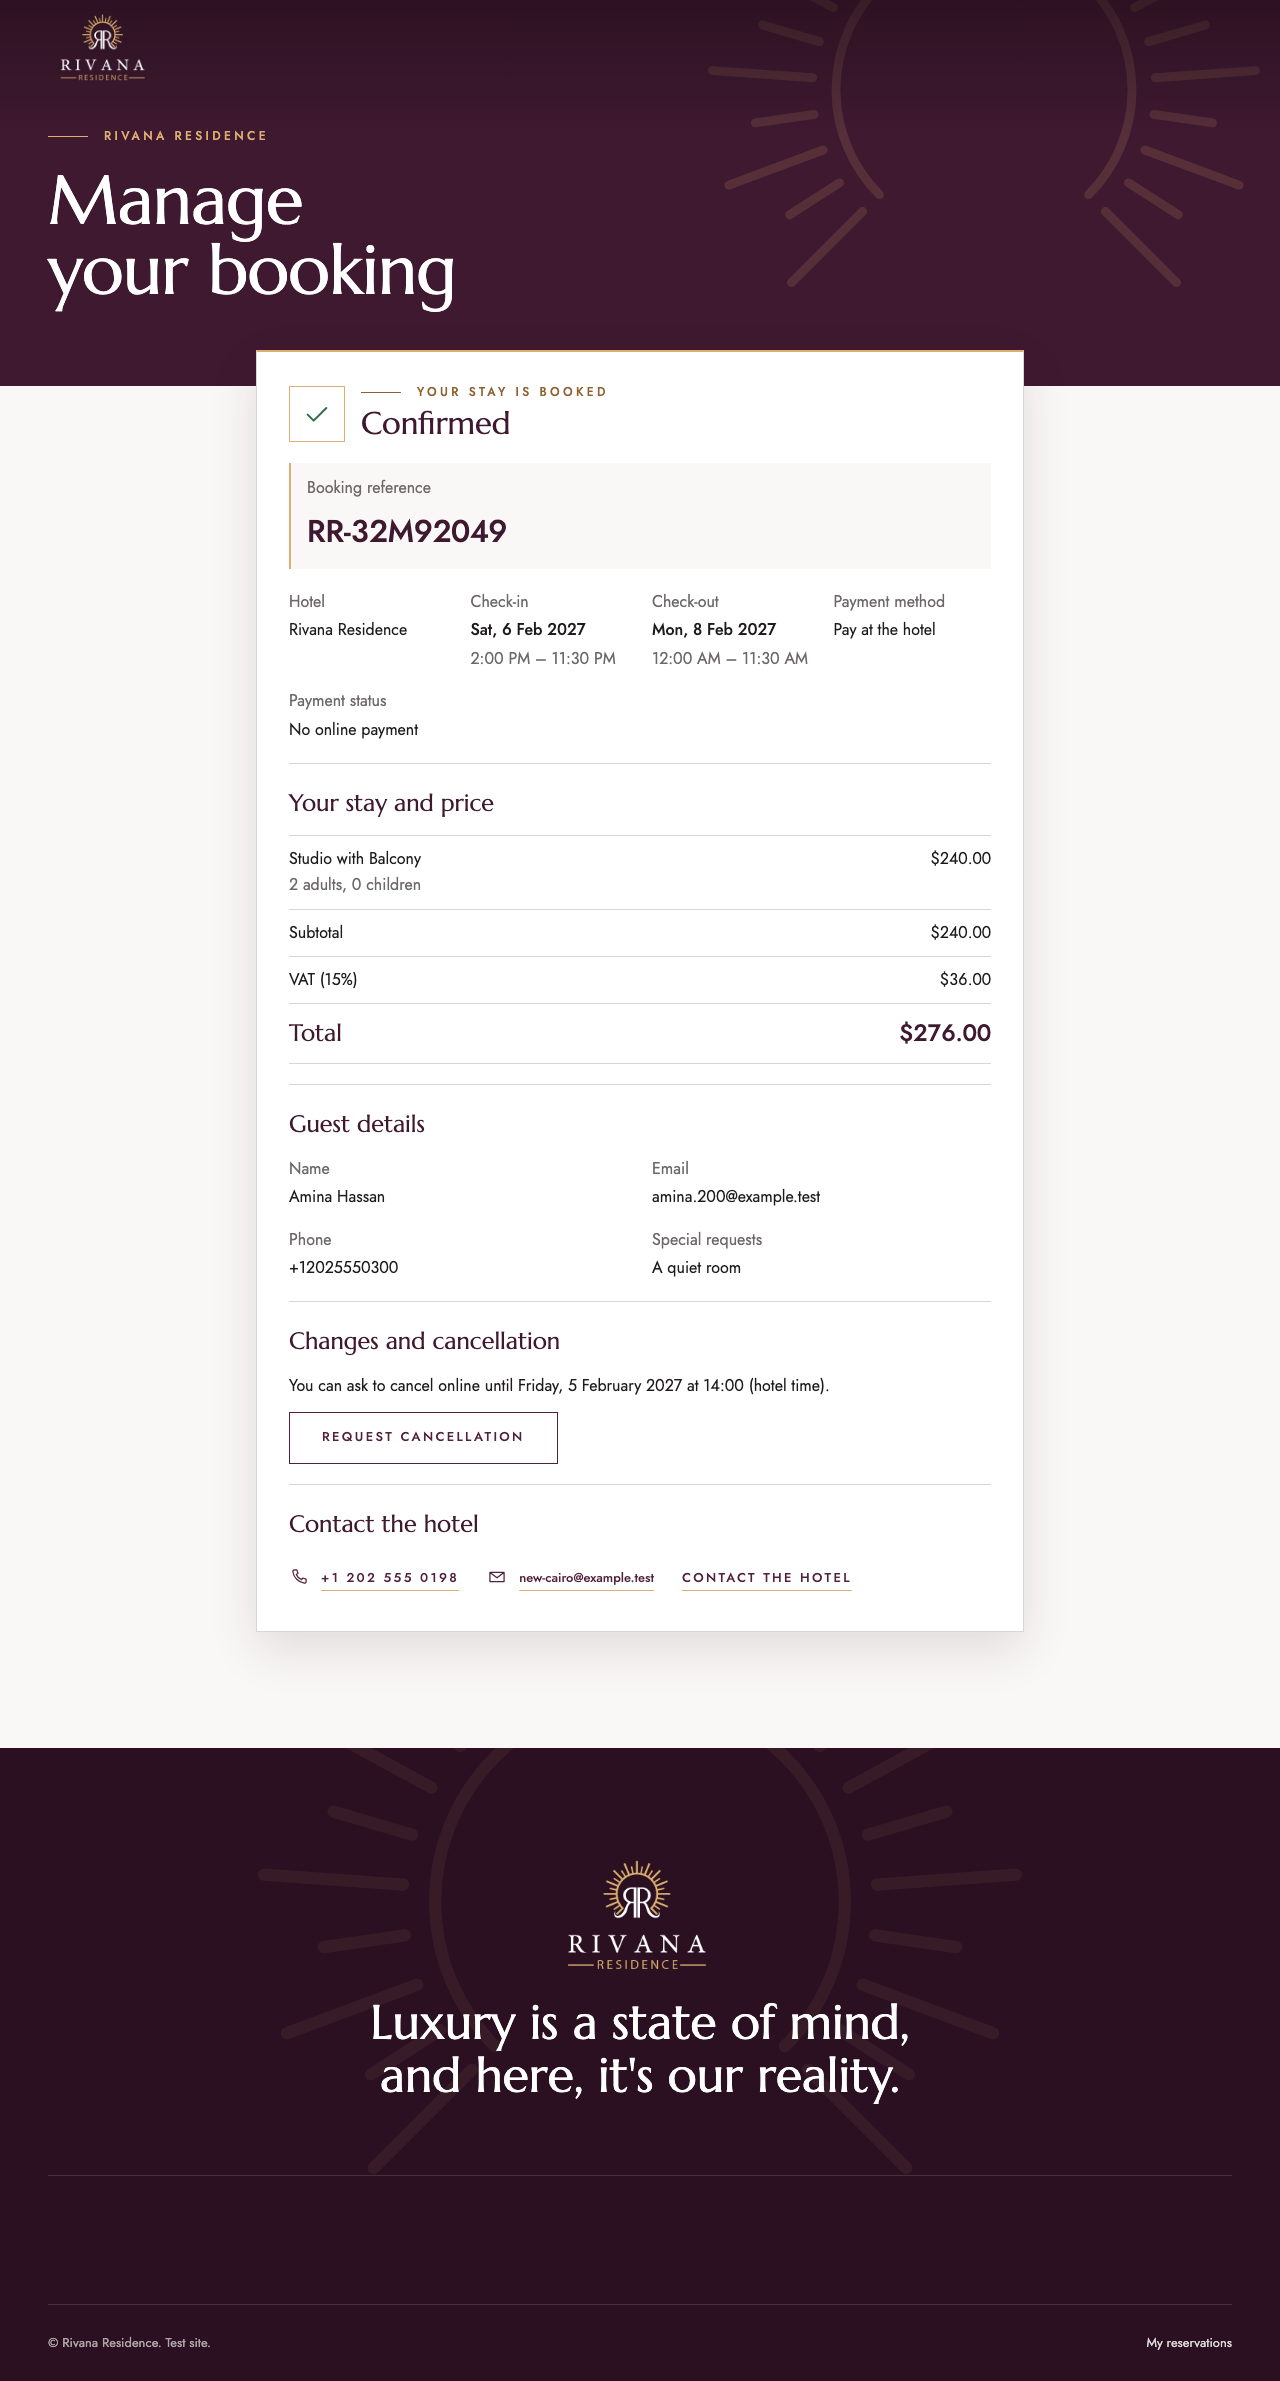 RIVANA
RESIDENCE
RIVANA RESIDENCE
Manage
your booking
YOUR STAY IS BOOKED
Confirmed
Booking reference
RR-32M92049
Hotel
Rivana Residence
Check-in
Sat, 6 Feb 2027
2:00 PM – 11:30 PM
Check-out
Mon, 8 Feb 2027
12:00 AM – 11:30 AM
Payment method
Pay at the hotel
Payment status
No online payment
Your stay and price
Studio with Balcony $240.00
2 adults, 0 children
Subtotal $240.00
VAT (15%) $36.00
Total $276.00
Guest details
Name
Amina Hassan
Email
amina.200@example.test
Phone
+12025550300
Special requests
A quiet room
Changes and cancellation
You can ask to cancel online until Friday, 5 February 2027 at 14:00 (hotel time).
REQUEST CANCELLATION
Contact the hotel
+1 202 555 0198 new-cairo@example.test CONTACT THE HOTEL
RIVANA
RESIDENCE
Luxury is a state of mind,
and here, it's our reality.
© Rivana Residence. Test site. My reservations